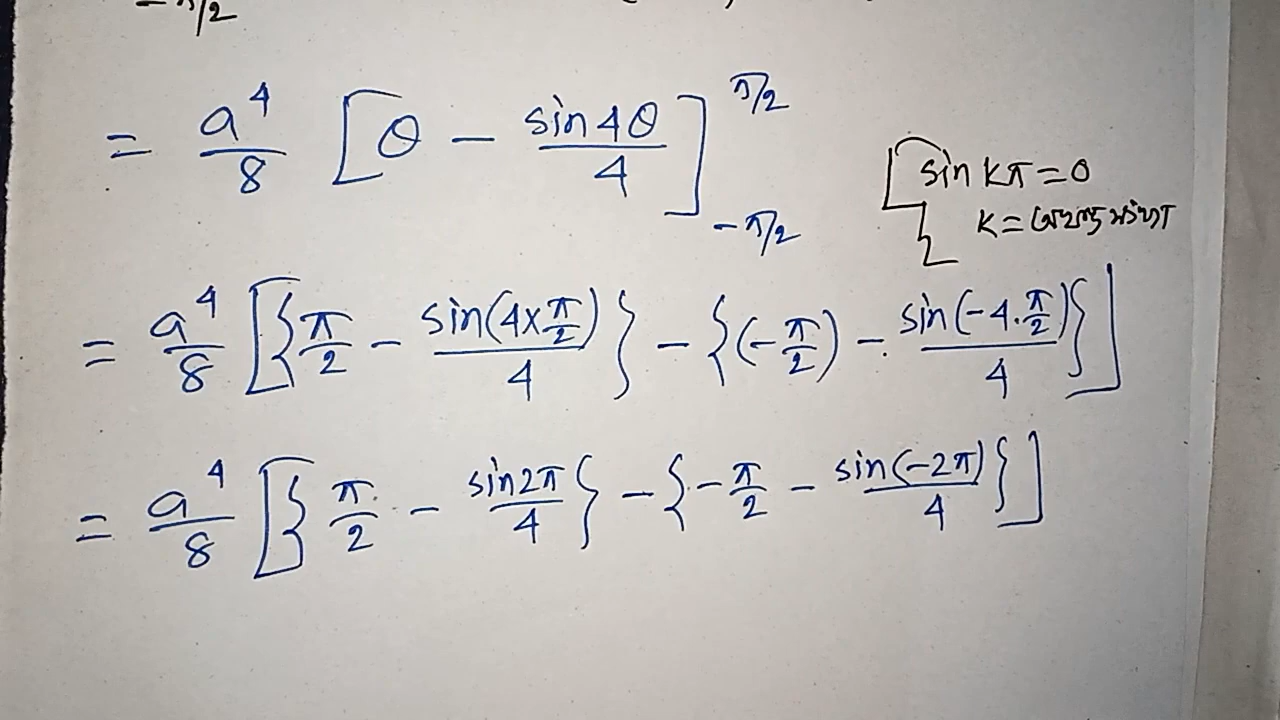 -π/2
= a⁴/8 [θ - sin4θ/4]^{π/2}_{-π/2}
[sin kπ = 0
k =
= a⁴/8 [{π/2 - sin(4×π/2)/4} - {(-π/2) - sin(-4.π/2)/4}]
= a⁴/8 [{π/2 - sin2π/4} - {-π/2 - sin(-2π)/4}]